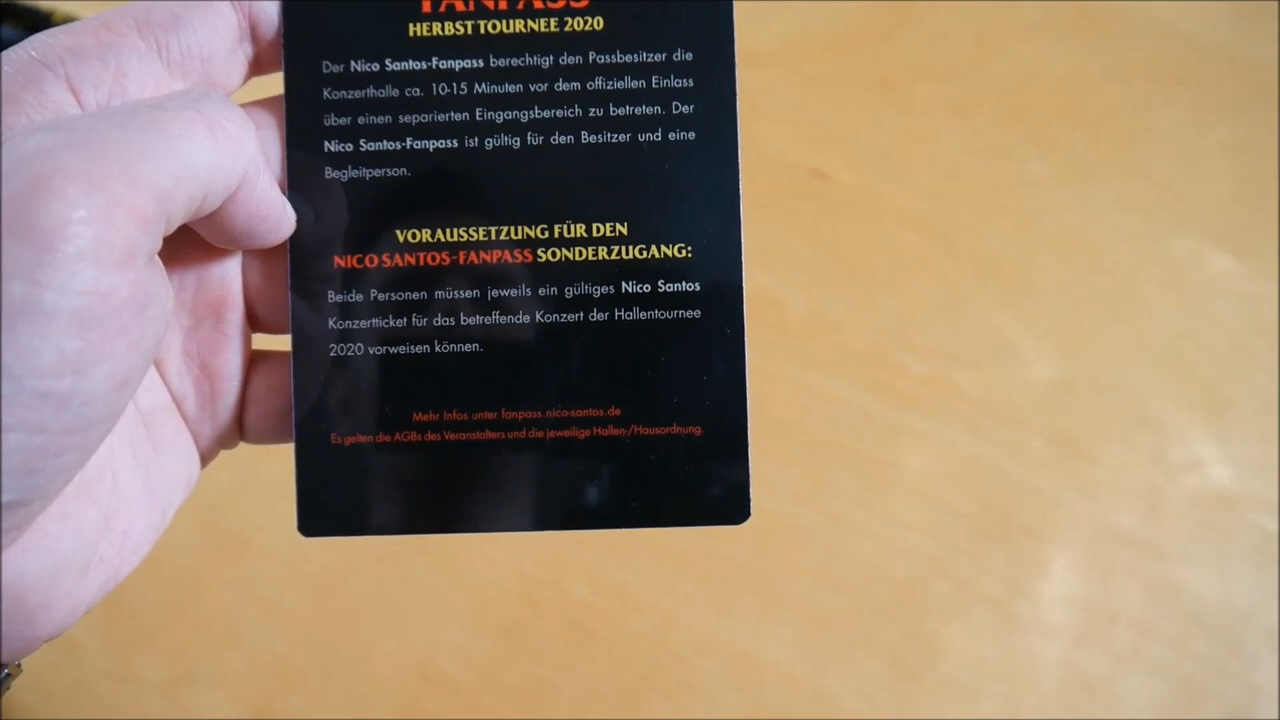 FANPASS
HERBST TOURNEE 2020
Der Nico Santos-Fanpass berechtigt den Passbesitzer die
Konzerthalle ca. 10-15 Minuten vor dem offiziellen Einlass
über einen separierten Eingangsbereich zu betreten. Der
Nico Santos-Fanpass ist gültig für den Besitzer und eine
Begleitperson.
VORAUSSETZUNG FÜR DEN
NICO SANTOS-FANPASS SONDERZUGANG:
Beide Personen müssen jeweils ein gültiges Nico Santos
Konzertticket für das betreffende Konzert der Hallentournee
2020 vorweisen können.
Mehr Infos unter fanpass.nico-santos.de
Es gelten die AGBs des Veranstalters und die jeweilige Hallen-/Hausordnung.